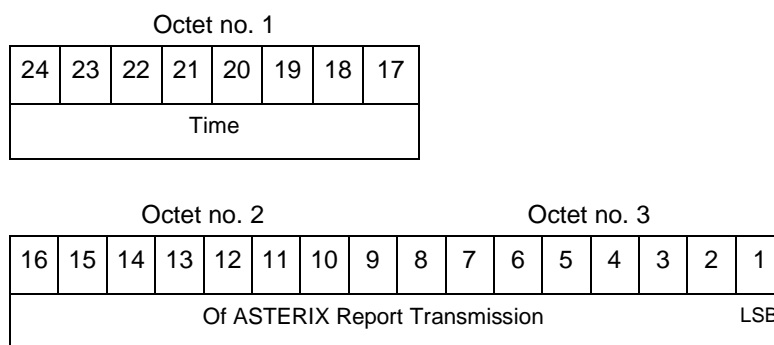 Octet no. 1
24 23 22 21 20 19 18 17
Time
Octet no. 2 Octet no. 3
16 15 14 13 12 11 10 9 8 7 6 5 4 3 2 1
Of ASTERIX Report Transmission LSB